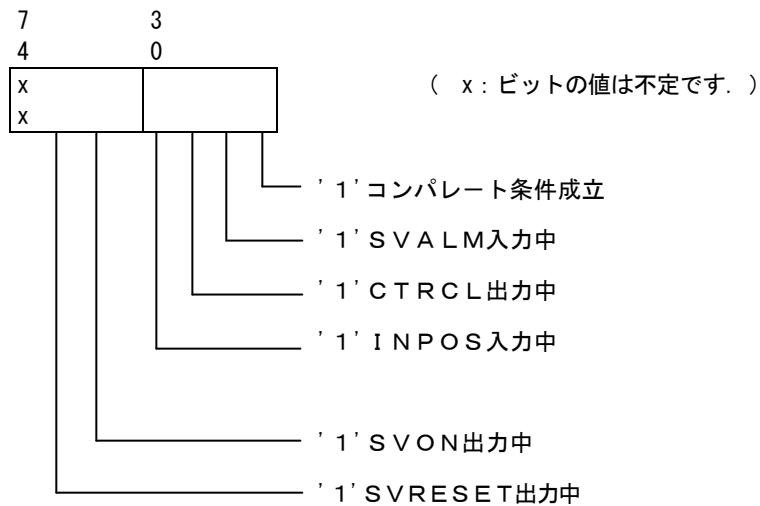 7 3
4 0
x ( x:ビットの値は不定です. )
x
'1'コンパレート条件成立
'1'SVALM入力中
'1'CTRCL出力中
'1'INPOS入力中
'1'SVON出力中
'1'SVRESET出力中